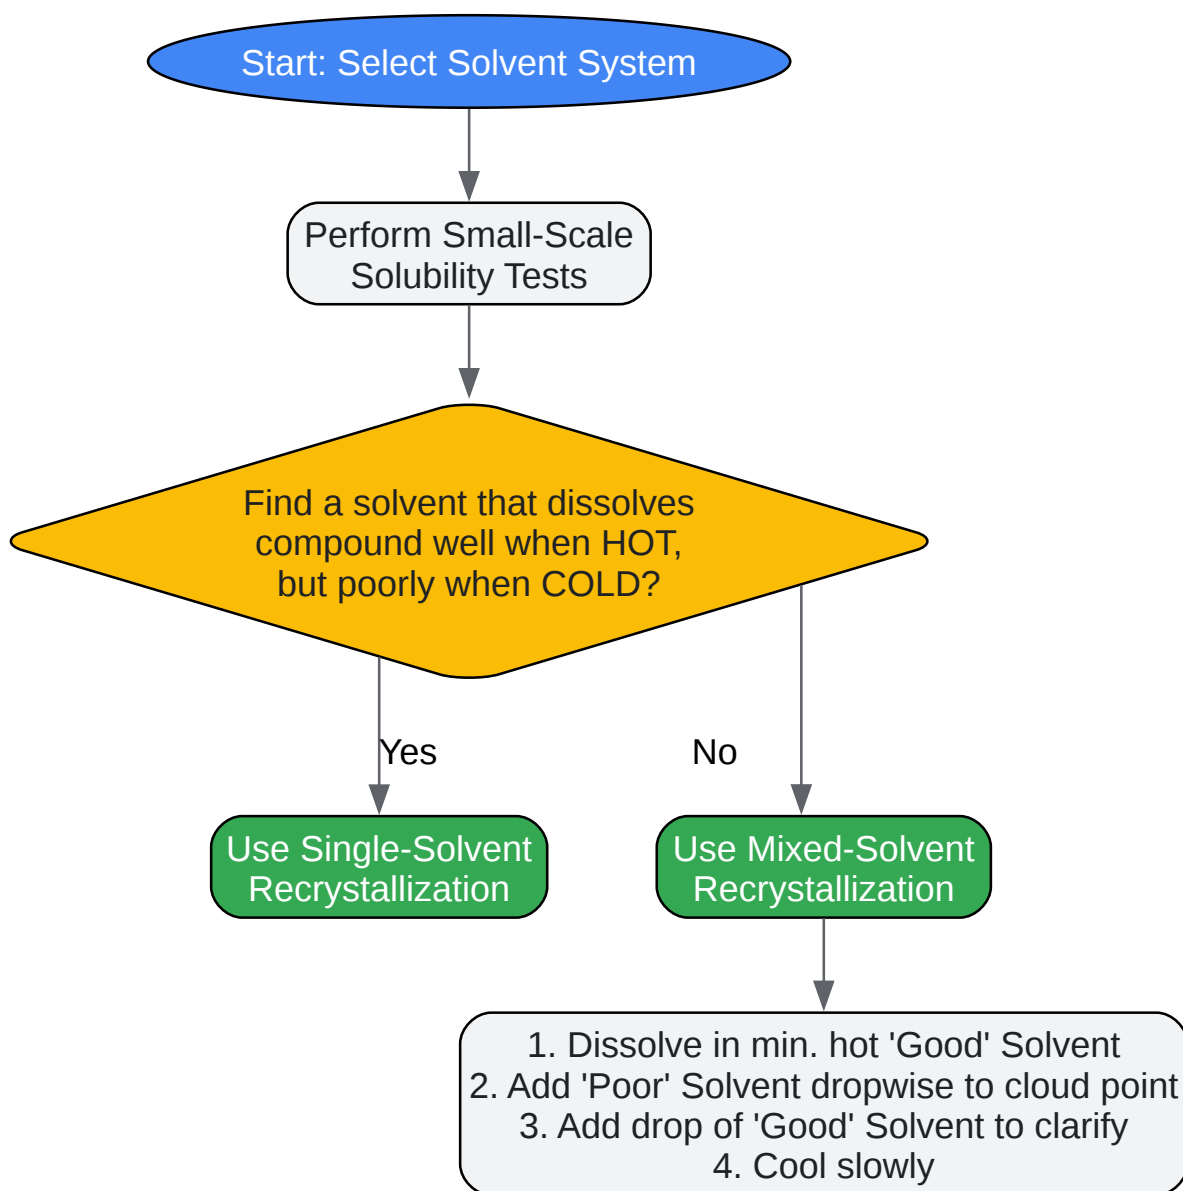 Start: Select Solvent System
Perform Small-Scale
Solubility Tests
Find a solvent that dissolves
compound well when HOT,
but poorly when COLD?
Yes
No
Use Single-Solvent
Recrystallization
Use Mixed-Solvent
Recrystallization
1. Dissolve in min. hot 'Good' Solvent
2. Add 'Poor' Solvent dropwise to cloud point
3. Add drop of 'Good' Solvent to clarify
4. Cool slowly